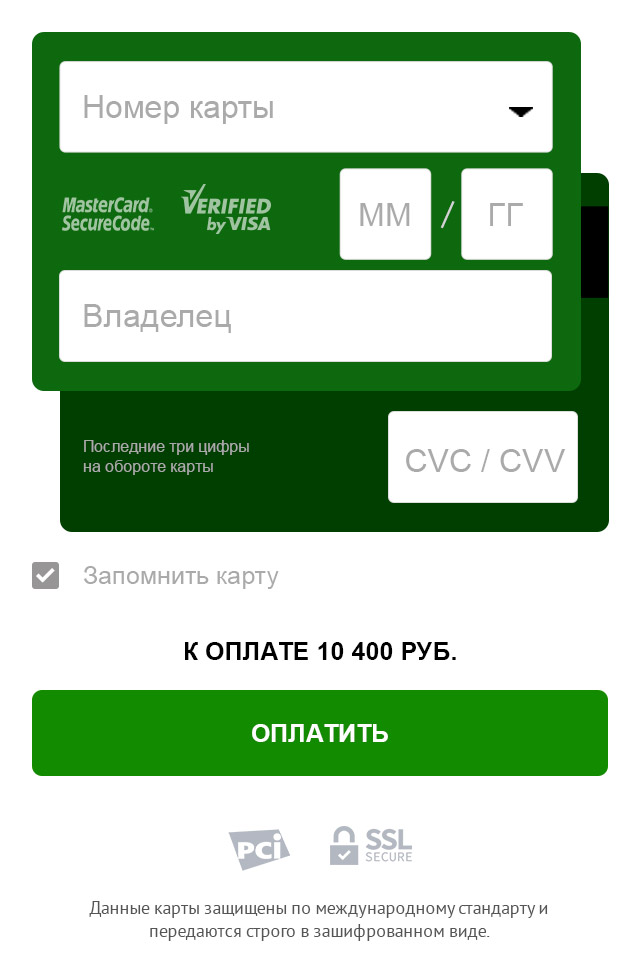 Номер карты
MasterCard.
SecureCode.
VERIFIED
by VISA
ММ / ГГ
Владелец
Последние три цифры
на обороте карты
CVC / CVV
Запомнить карту
К ОПЛАТЕ 10 400 РУБ.
ОПЛАТИТЬ
PCi
SSL
SECURE
Данные карты защищены по международному стандарту и
передаются строго в зашифрованном виде.